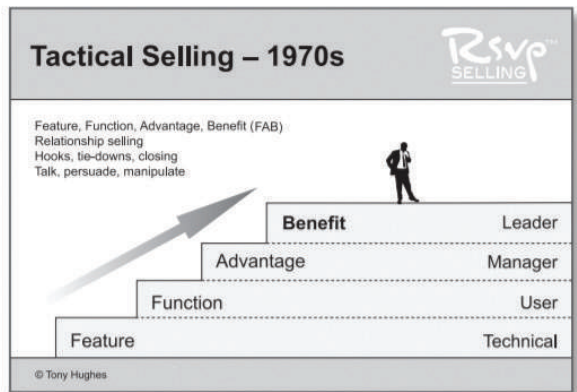 Tactical Selling – 1970s
Rsvp™
SELLING
Feature, Function, Advantage, Benefit (FAB)
Relationship selling
Hooks, tie-downs, closing
Talk, persuade, manipulate
Benefit Leader
Advantage Manager
Function User
Feature Technical
© Tony Hughes